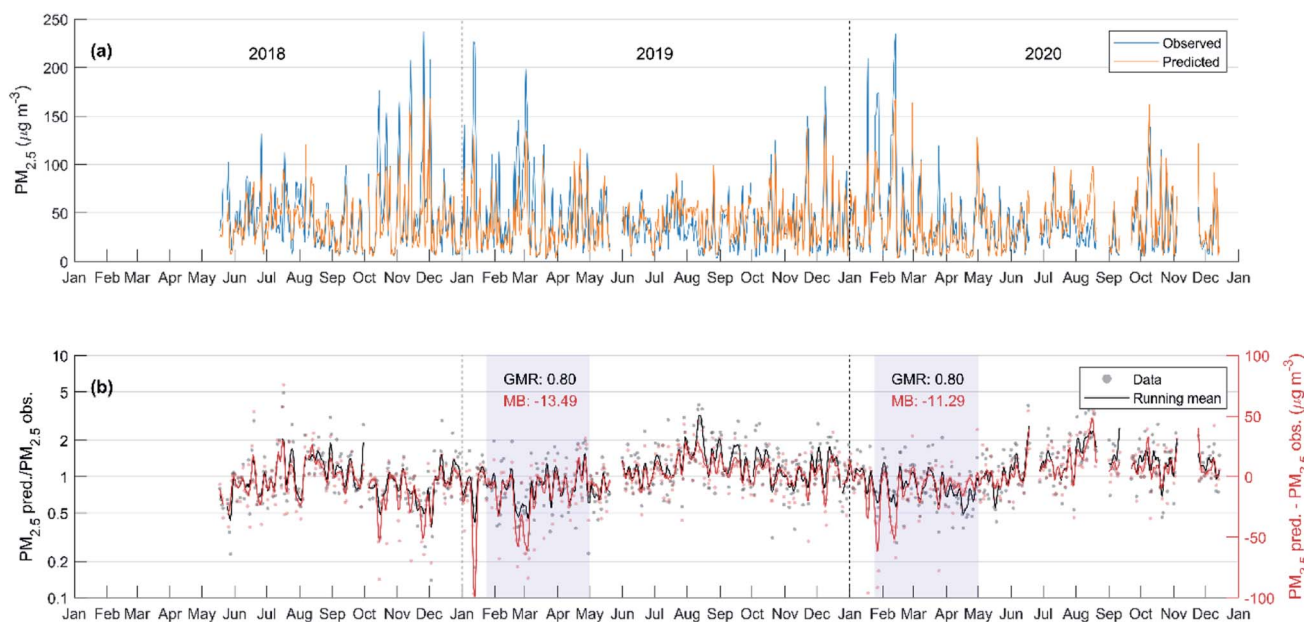 250
200
150
100
50
0
PM2.5 (μg m-3)
(a)
2018
2019
2020
Observed
Predicted
Jan Feb Mar Apr May Jun Jul Aug Sep Oct Nov Dec Jan Feb Mar Apr May Jun Jul Aug Sep Oct Nov Dec Jan Feb Mar Apr May Jun Jul Aug Sep Oct Nov Dec Jan
10
5
2
1
0.5
0.2
0.1
PM2.5 pred./PM2.5 obs.
(b)
GMR: 0.80
MB: -13.49
GMR: 0.80
MB: -11.29
Data
Running mean
100
50
0
-50
-100
PM2.5 pred. - PM2.5 obs. (μg m-3)
Jan Feb Mar Apr May Jun Jul Aug Sep Oct Nov Dec Jan Feb Mar Apr May Jun Jul Aug Sep Oct Nov Dec Jan Feb Mar Apr May Jun Jul Aug Sep Oct Nov Dec Jan